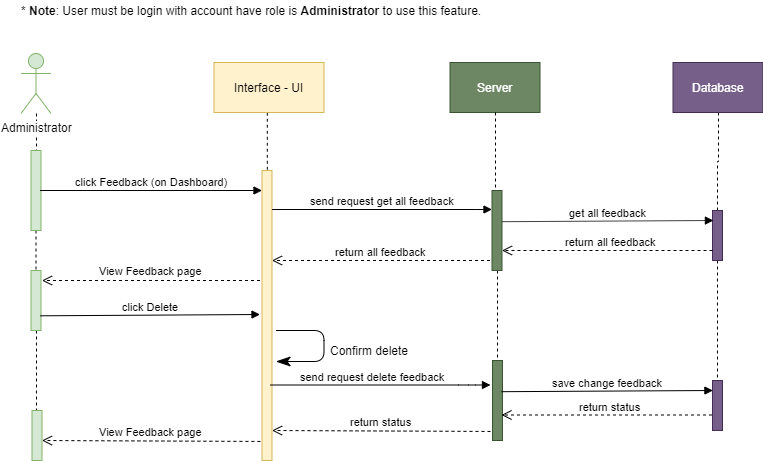 * Note: User must be login with account have role is Administrator to use this feature.
Interface - UI
Server
Database
Administrator
click Feedback (on Dashboard)
send request get all feedback
get all feedback
return all feedback
return all feedback
View Feedback page
click Delete
Confirm delete
send request delete feedback
save change feedback
return status
return status
View Feedback page